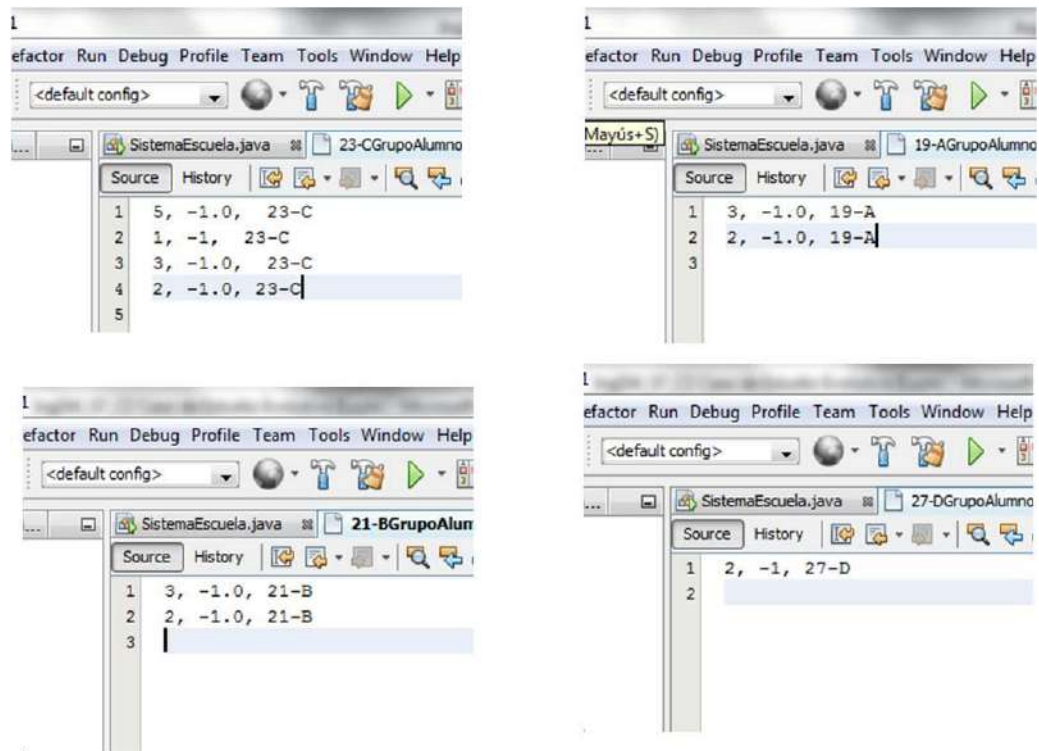 1
efactor Run Debug Profile Team Tools Window Help
<default config>
... SistemaEscuela.java 23-CGrupoAlumno
Source History
1 5, -1.0, 23-C
2 1, -1, 23-C
3 3, -1.0, 23-C
4 2, -1.0, 23-C
5
1
efactor Run Debug Profile Team Tools Window Help
<default config>
Mayús+S)
... SistemaEscuela.java 19-AGrupoAlumno
Source History
1 3, -1.0, 19-A
2 2, -1.0, 19-A
3
1
efactor Run Debug Profile Team Tools Window Help
<default config>
... SistemaEscuela.java 21-BGrupoAlum
Source History
1 3, -1.0, 21-B
2 2, -1.0, 21-B
3
1
efactor Run Debug Profile Team Tools Window Help
<default config>
... SistemaEscuela.java 27-DGrupoAlumno
Source History
1 2, -1, 27-D
2